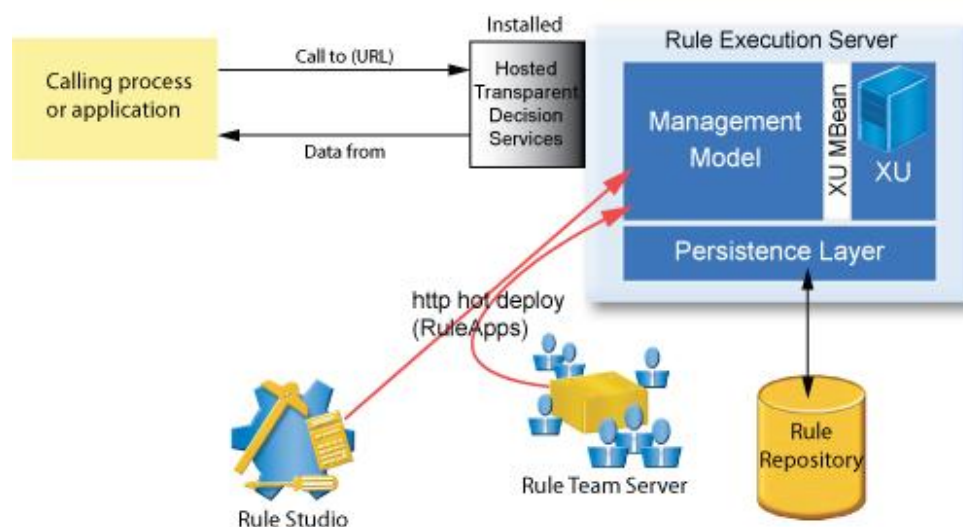 Installed
Rule Execution Server
Calling process
or application
Call to (URL)
Data from
Hosted
Transparent
Decision
Services
Management
Model
XU MBean
XU
Persistence Layer
http hot deploy
(RuleApps)
Rule Studio
Rule Team Server
Rule
Repository